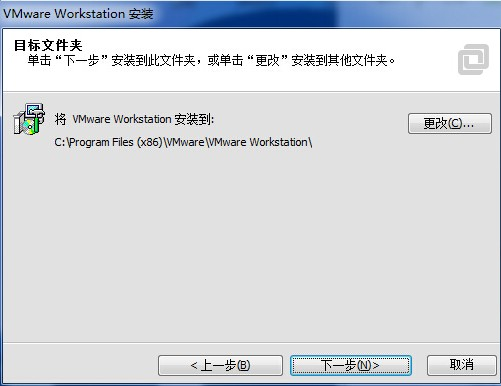 VMware Workstation 安装
目标文件夹
单击“下一步”安装到此文件夹，或单击“更改”安装到其他文件夹。
将 VMware Workstation 安装到:
更改(C)...
C:\Program Files (x86)\VMware\VMware Workstation\
< 上一步(B)
下一步(N)>
取消